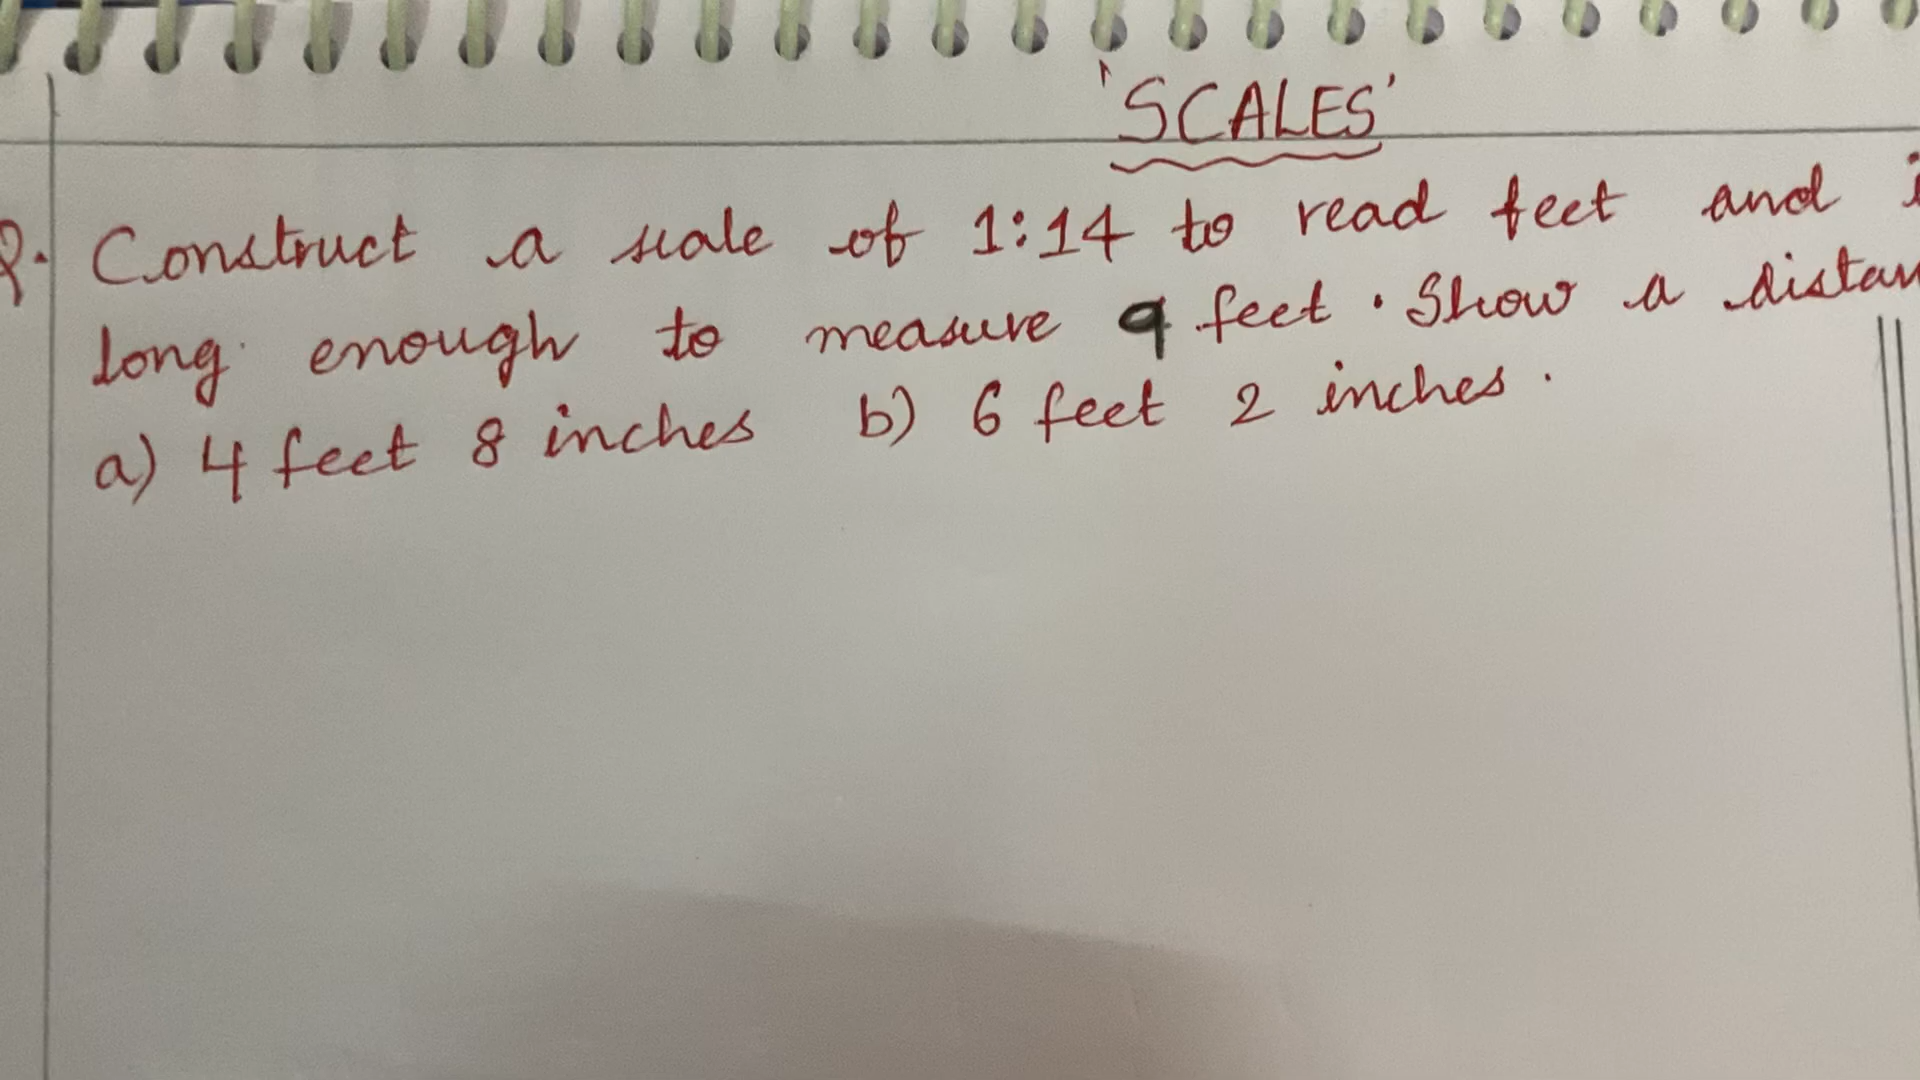 'SCALES'
Q. Construct a scale of 1:14 to read feet and
long enough to measure 9 feet. Show a
a) 4 feet 8 inches b) 6 feet 2 inches.